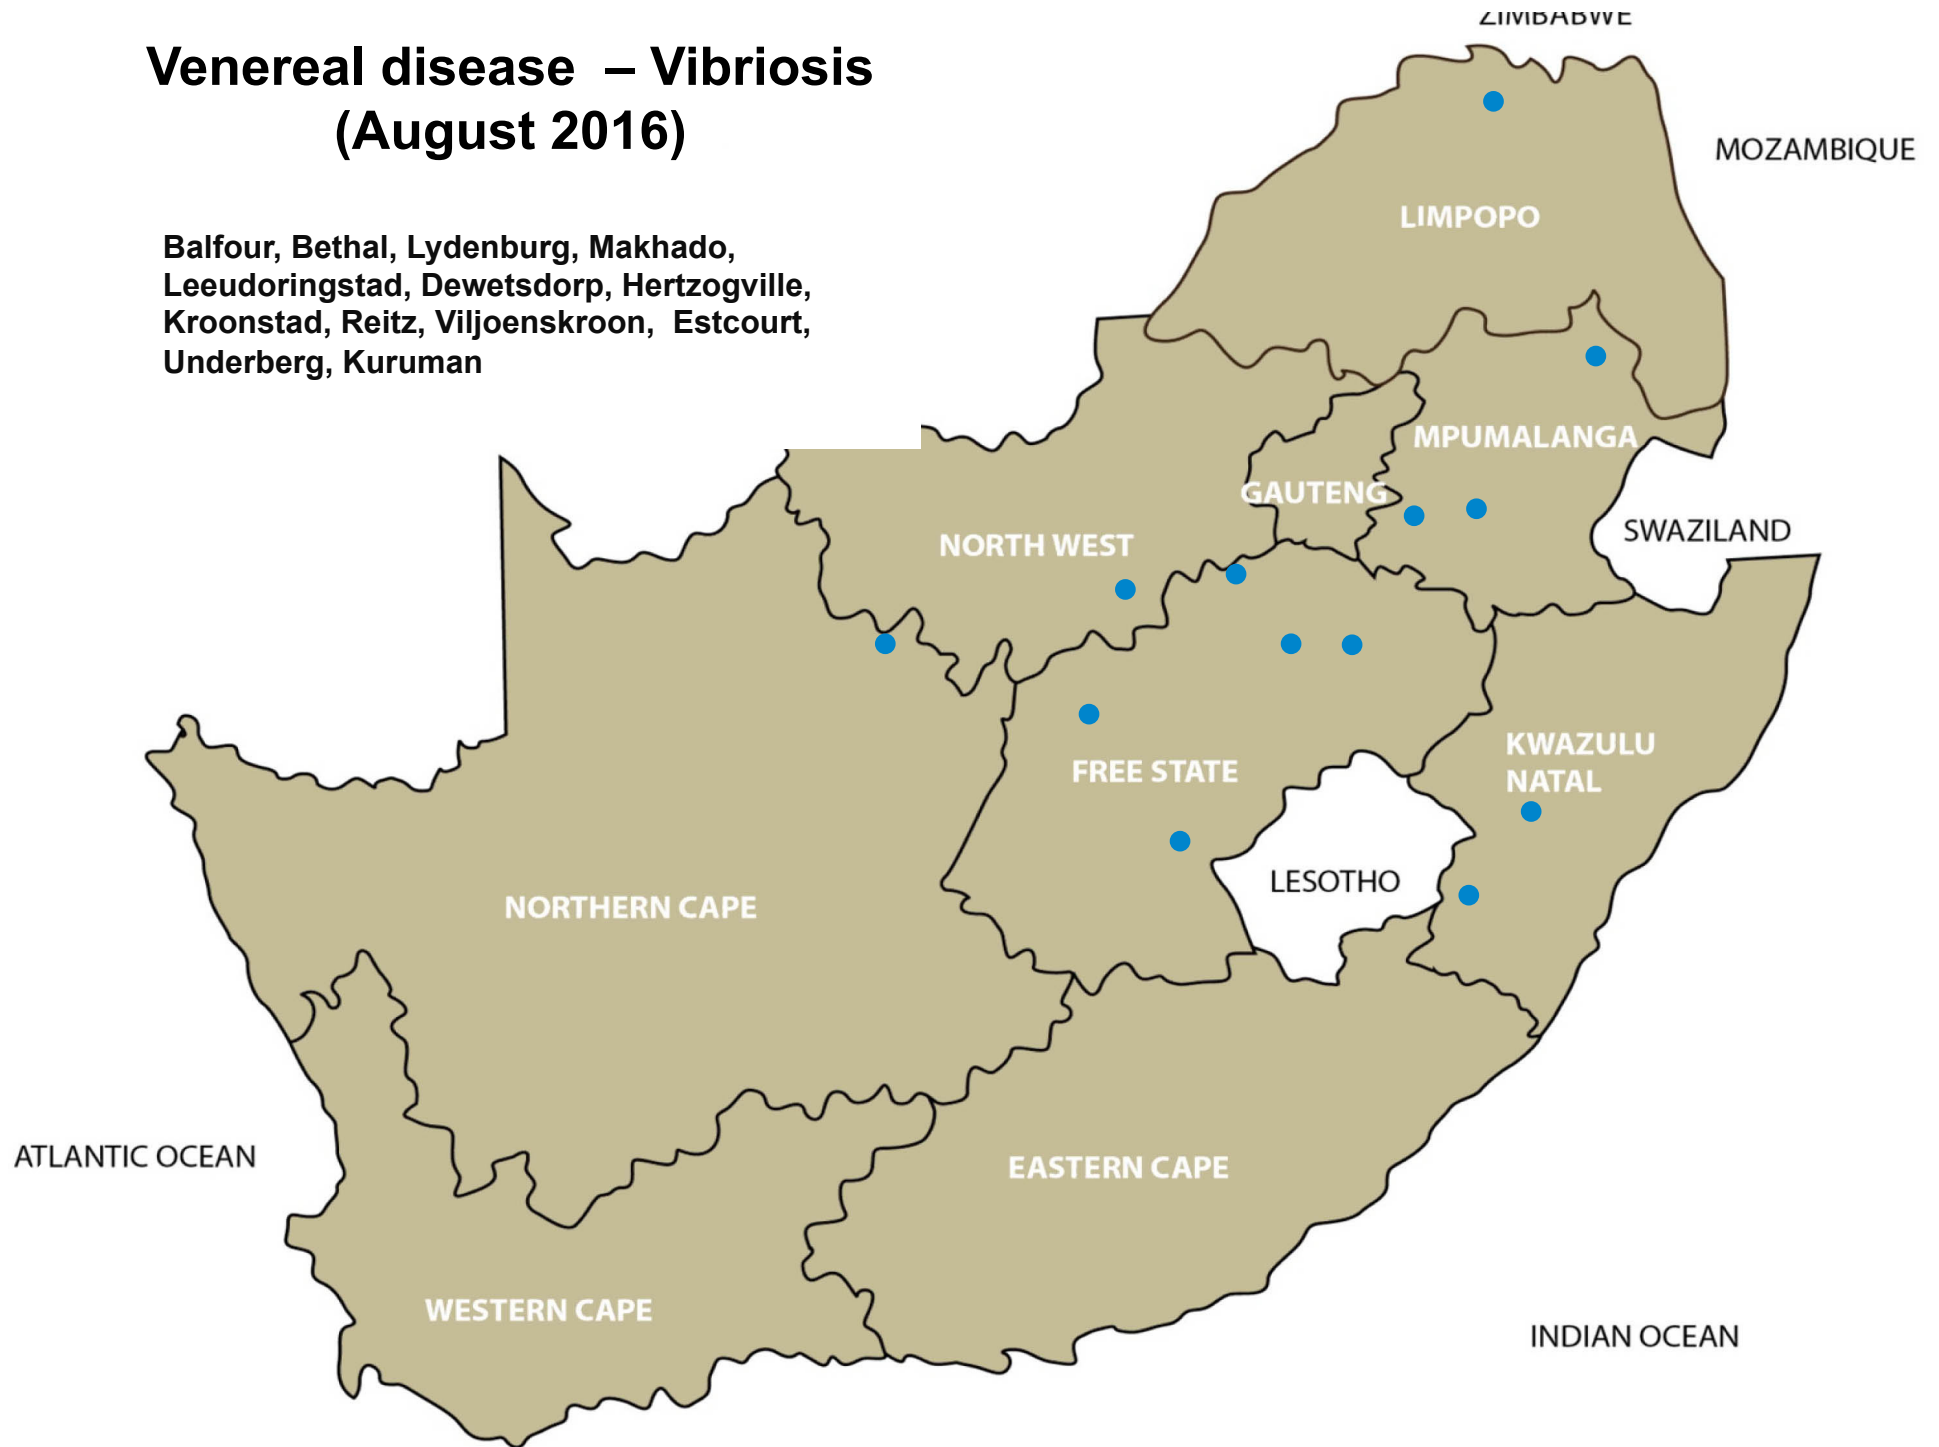 ZIMBABWE
Venereal disease – Vibriosis
(August 2016)
MOZAMBIQUE
LIMPOPO
Balfour, Bethal, Lydenburg, Makhado,
Leeudoringstad, Dewetsdorp, Hertzogville,
Kroonstad, Reitz, Viljoenskroon, Estcourt,
Underberg, Kuruman
MPUMALANGA
GAUTENG
SWAZILAND
NORTH WEST
KWAZULU
NATAL
FREE STATE
LESOTHO
NORTHERN CAPE
ATLANTIC OCEAN
EASTERN CAPE
WESTERN CAPE
INDIAN OCEAN